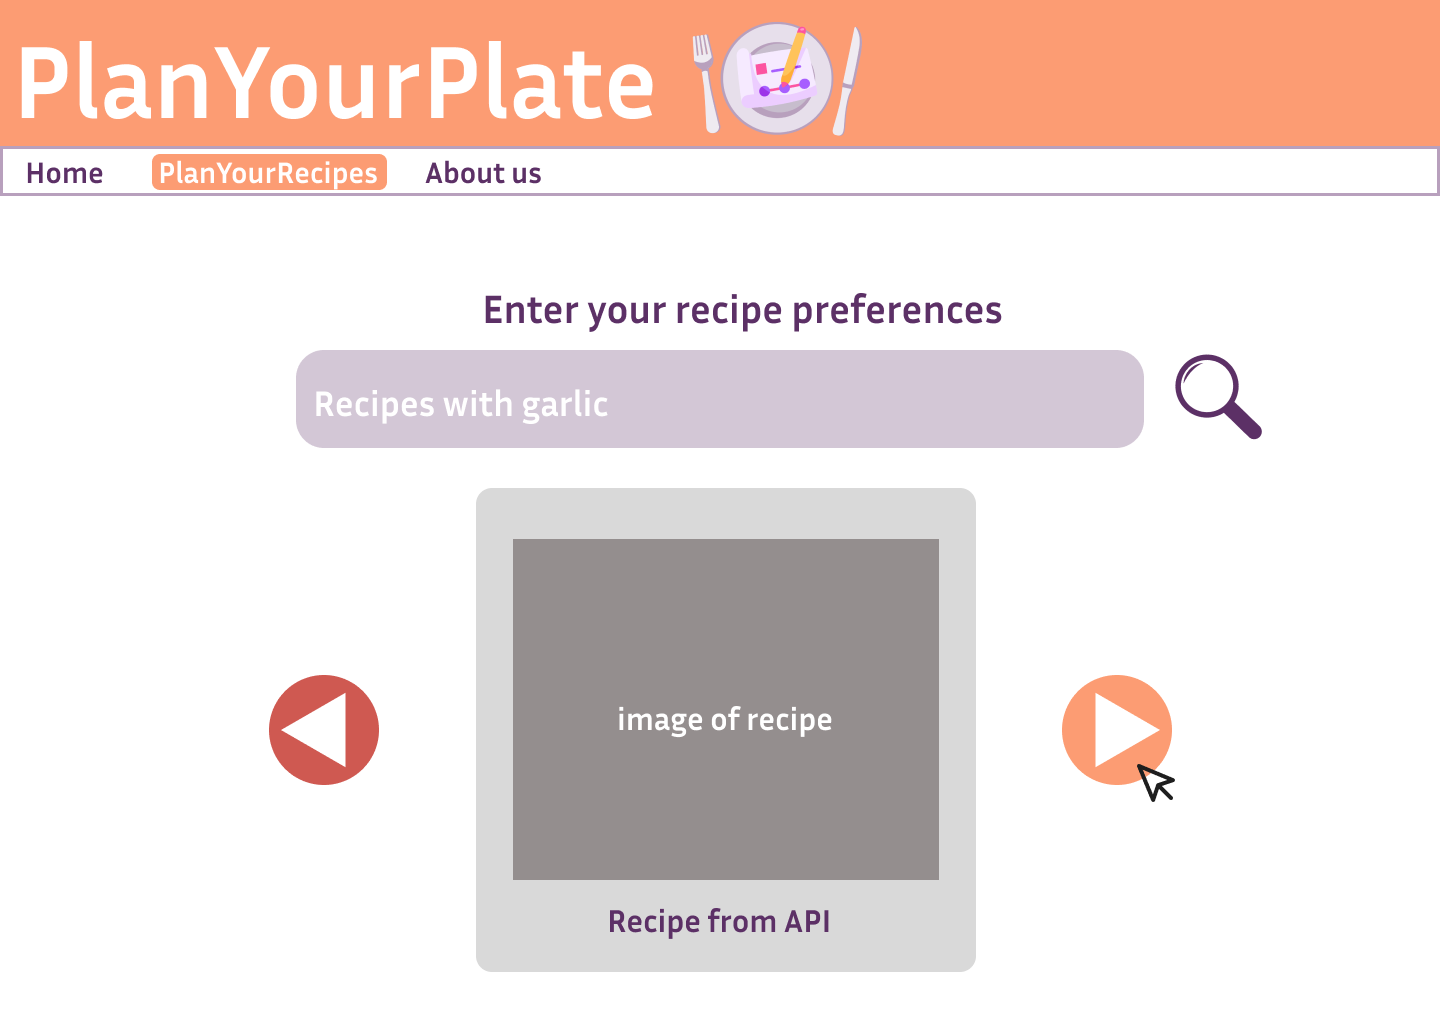 PlanYourPlate
Home PlanYourRecipes About us
Enter your recipe preferences
Recipes with garlic
image of recipe
Recipe from API